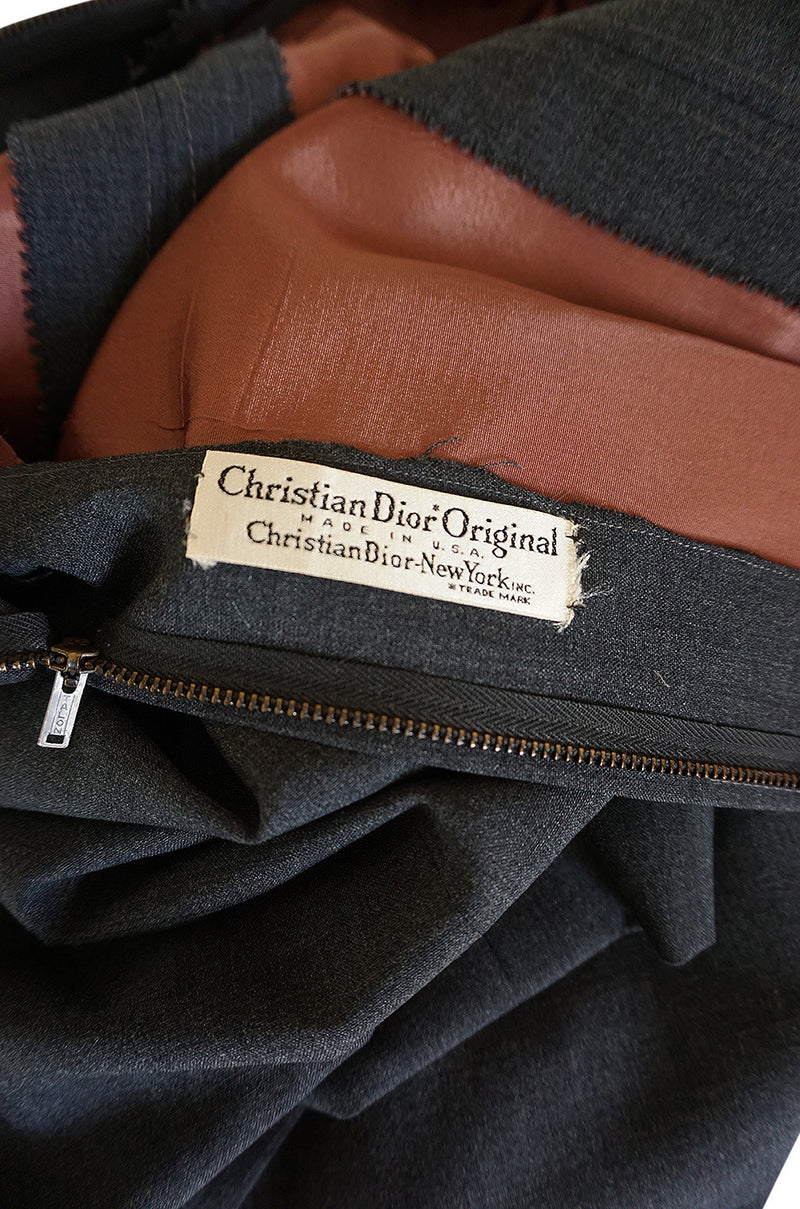 Christian Dior*Original
MADE IN U.S.A.
Christian Dior-New York INC.
*TRADE MARK
TALON